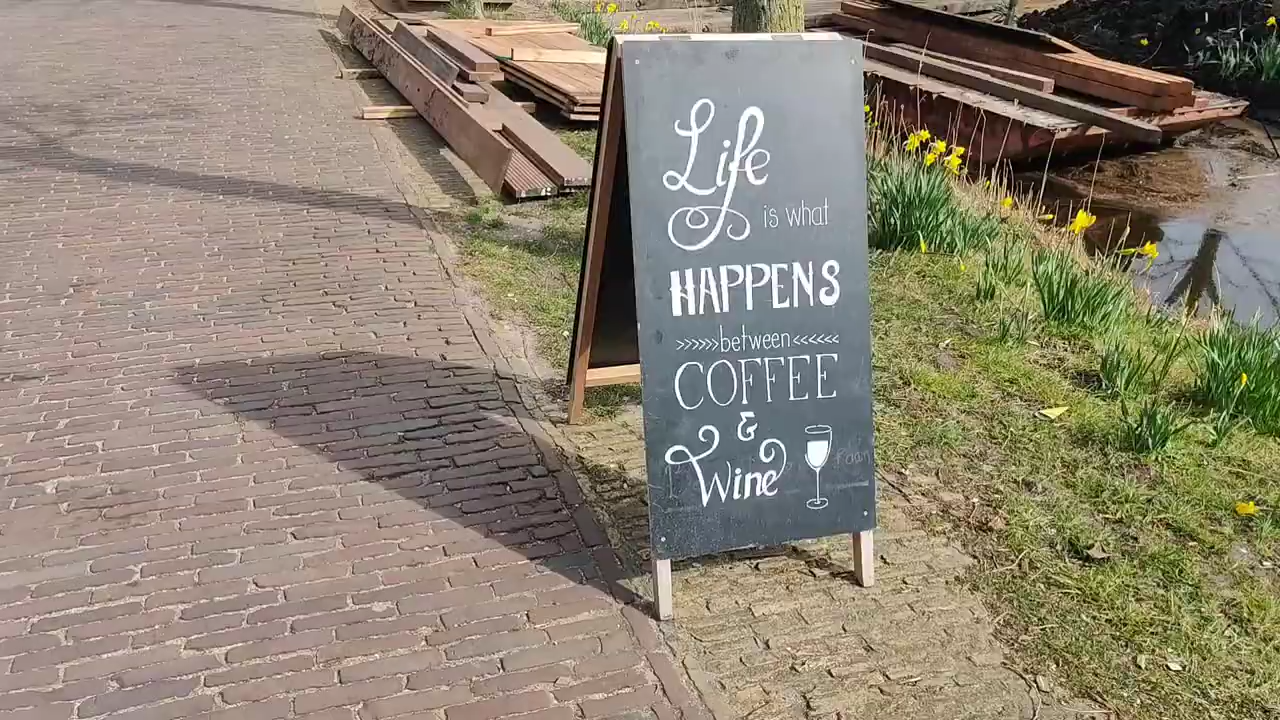 Life
is what
HAPPENS
>>>>>>between<<<<<<
COFFEE
&
Wine